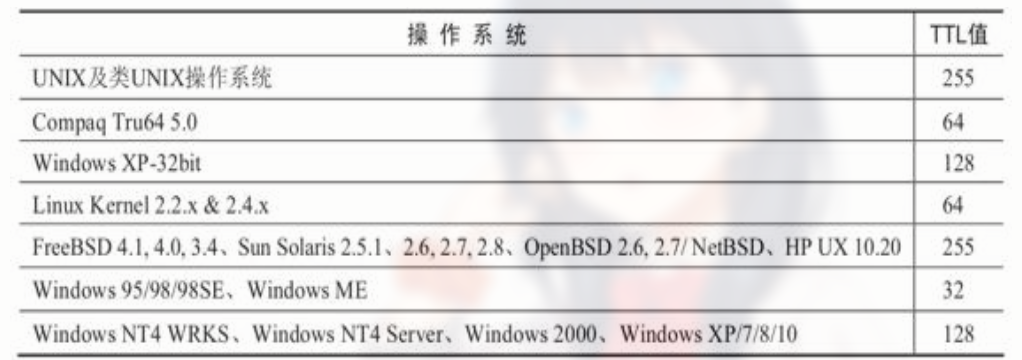 操作系统 TTL值
UNIX及类UNIX操作系统 255
Compaq Tru64 5.0 64
Windows XP-32bit 128
Linux Kernel 2.2.x & 2.4.x 64
FreeBSD 4.1, 4.0, 3.4、Sun Solaris 2.5.1、2.6, 2.7, 2.8、OpenBSD 2.6, 2.7/ NetBSD、HP UX 10.20 255
Windows 95/98/98SE、Windows ME 32
Windows NT4 WRKS、Windows NT4 Server、Windows 2000、Windows XP/7/8/10 128